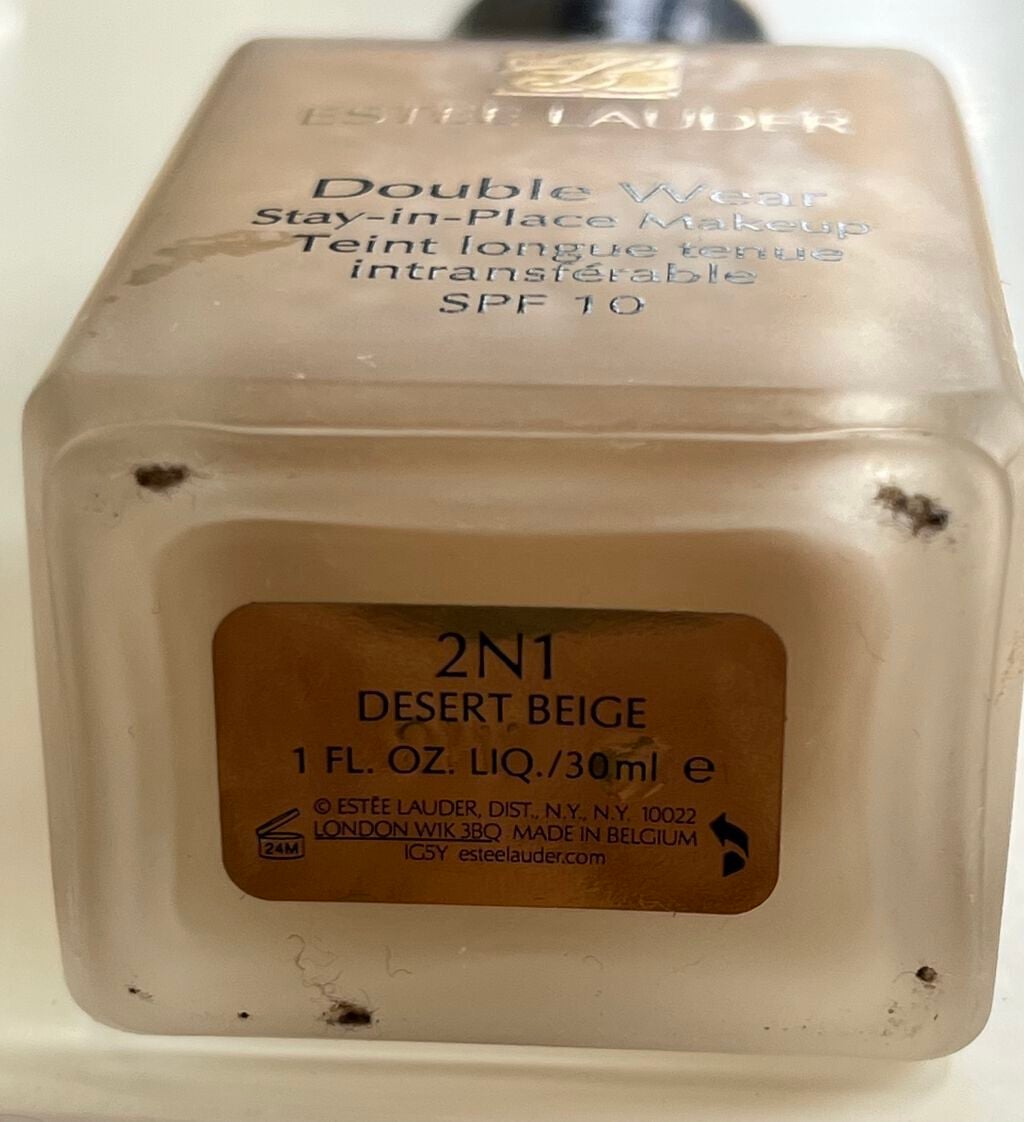 ESTEE LAUDER
Double Wear
Stay-in-Place Makeup
Teint longue tenue
intransférable
SPF 10
2N1
DESERT BEIGE
1 FL. OZ. LIQ./30ml e
© ESTĒE LAUDER, DIST., N.Y., N.Y. 10022
LONDON W1K 3BQ MADE IN BELGIUM
24M
IG5Y esteelauder.com